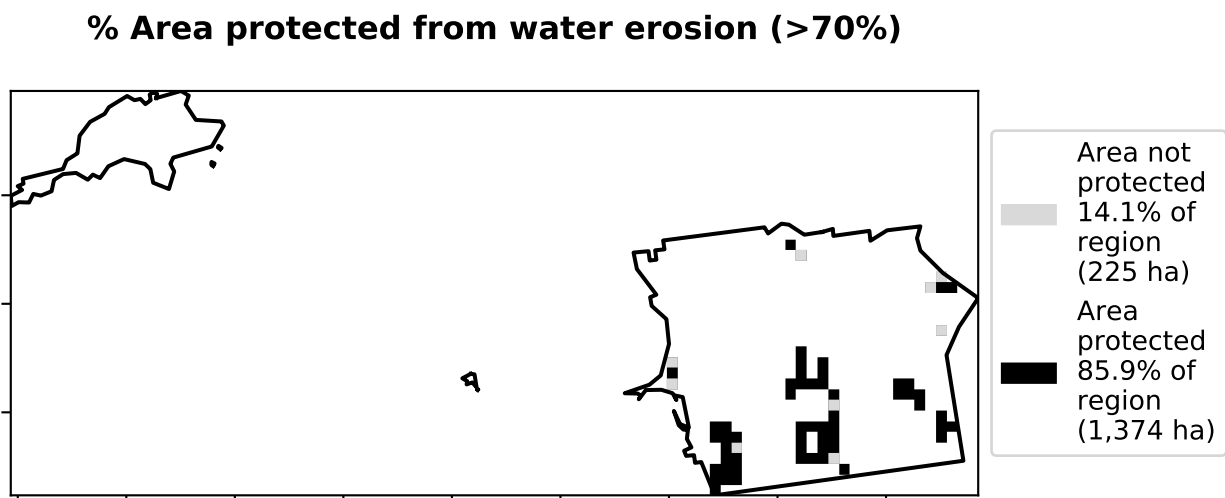 % Area protected from water erosion (>70%)
Area not
protected
14.1% of
region
(225 ha)
Area
protected
85.9% of
region
(1,374 ha)